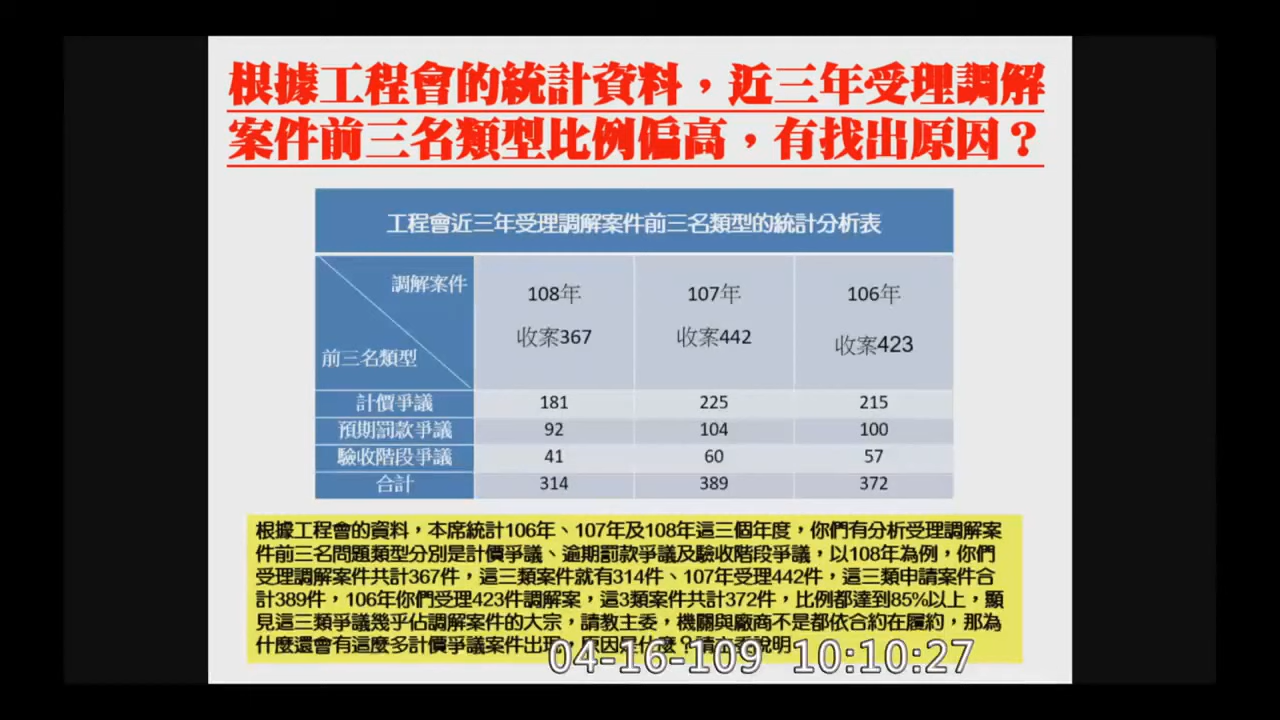 根據工程會的統計資料，近三年受理調解
案件前三名類型比例偏高，有找出原因？
工程會近三年受理調解案件前三名類型的統計分析表
調解案件
前三名類型
108年 107年 106年
收案367 收案442 收案423
計價爭議 181 225 215
預期罰款爭議 92 104 100
驗收階段爭議 41 60 57
合計 314 389 372
根據工程會的資料，本席統計106年、107年及108年這三個年度，你們有分析受理調解案
件前三名問題類型分別是計價爭議、逾期罰款爭議及驗收階段爭議，以108年為例，你們
受理調解案件共計367件，這三類案件就有314件、107年受理442件，這三類申請案件合
計389件，106年你們受理423件調解案，這3類案件共計372件，比例都達到85%以上，顯
見這三類爭議幾乎佔調解案件的大宗，請教主委，機關與廠商不是都依合約在履約，那為
什麼還會有這麼多計價爭議案件出現，原因是什麼？請主委說明
04-16-109 10:10:27